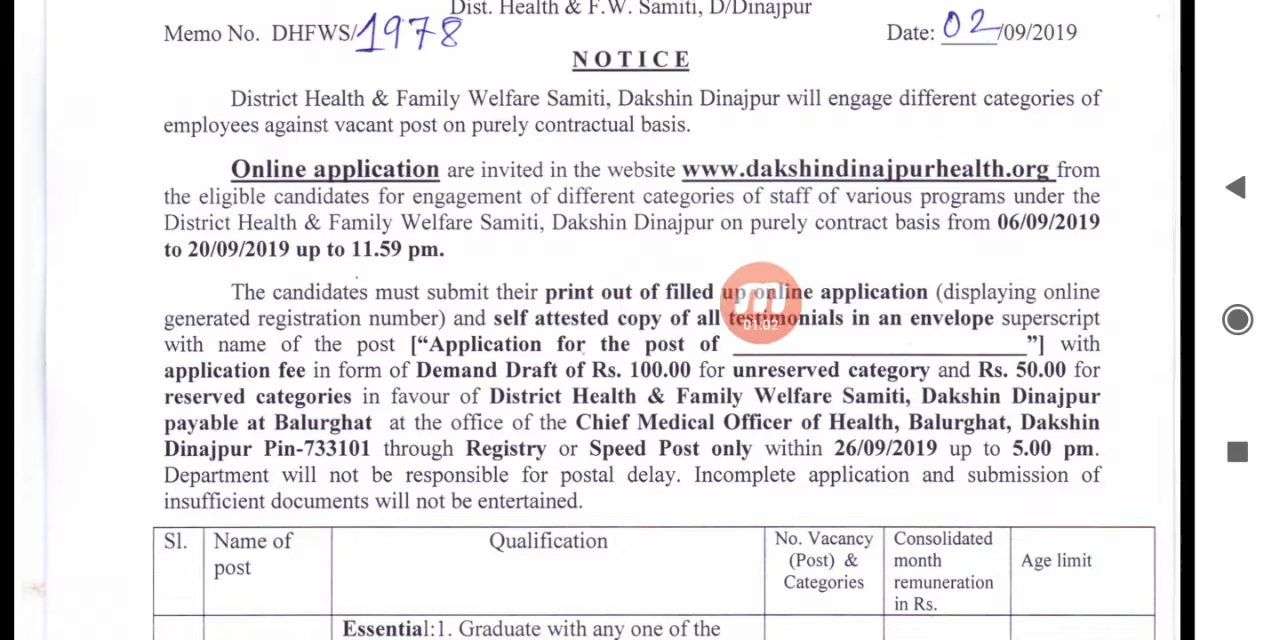 Dist. Health & F.W. Samiti, D/Dinajpur
Memo No. DHFWS/1978 Date: 02/09/2019
NOTICE
District Health & Family Welfare Samiti, Dakshin Dinajpur will engage different categories of
employees against vacant post on purely contractual basis.
Online application are invited in the website www.dakshindinajpurhealth.org from
the eligible candidates for engagement of different categories of staff of various programs under the
District Health & Family Welfare Samiti, Dakshin Dinajpur on purely contract basis from 06/09/2019
to 20/09/2019 up to 11.59 pm.
The candidates must submit their print out of filled up online application (displaying online
generated registration number) and self attested copy of all testimonials in an envelope superscript
with name of the post [“Application for the post of ____________________”] with
application fee in form of Demand Draft of Rs. 100.00 for unreserved category and Rs. 50.00 for
reserved categories in favour of District Health & Family Welfare Samiti, Dakshin Dinajpur
payable at Balurghat at the office of the Chief Medical Officer of Health, Balurghat, Dakshin
Dinajpur Pin-733101 through Registry or Speed Post only within 26/09/2019 up to 5.00 pm.
Department will not be responsible for postal delay. Incomplete application and submission of
insufficient documents will not be entertained.
01:02
Sl.
Name of
post
Qualification
No. Vacancy
(Post) &
Categories
Consolidated
month
remuneration
in Rs.
Age limit
Essential:1. Graduate with any one of the